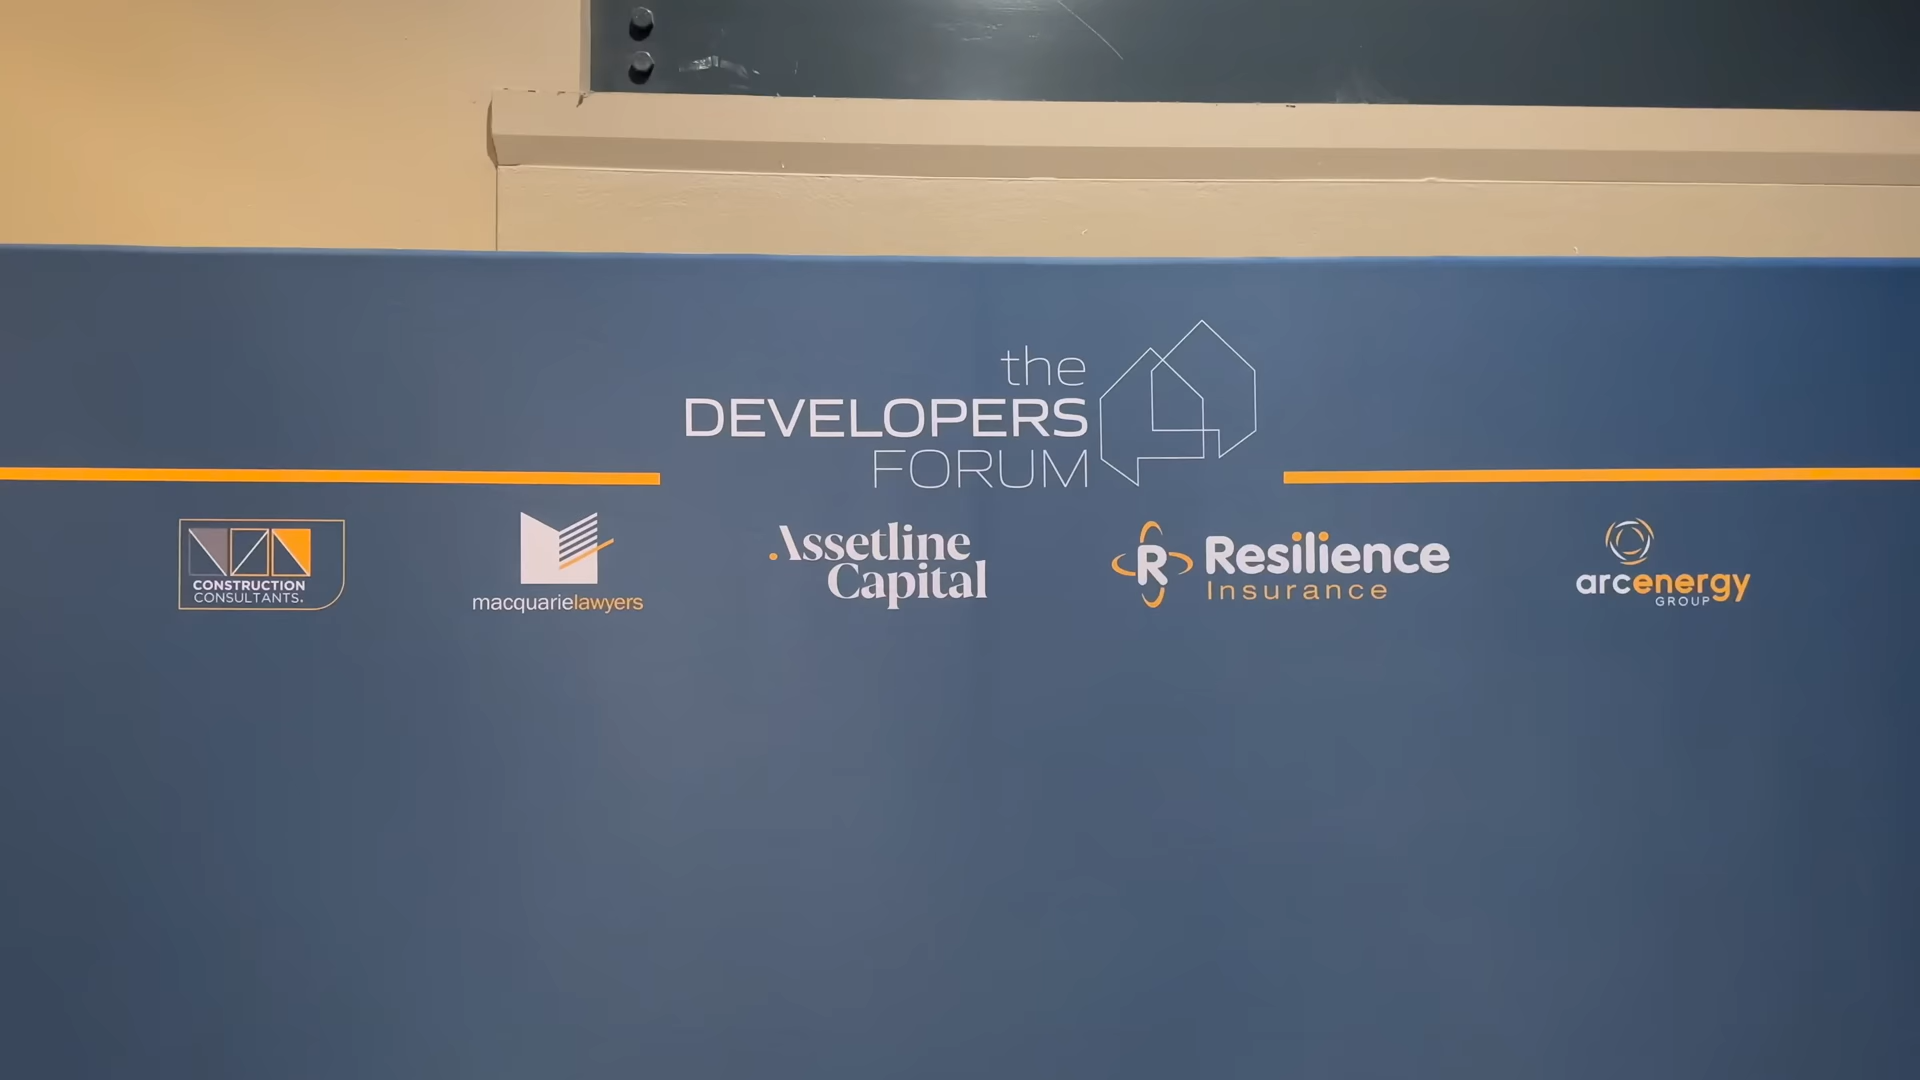 the
DEVELOPERS
FORUM
CONSTRUCTION
CONSULTANTS.
macquarielawyers
Assetline
Capital
R Resilience
Insurance
arcenergy
GROUP